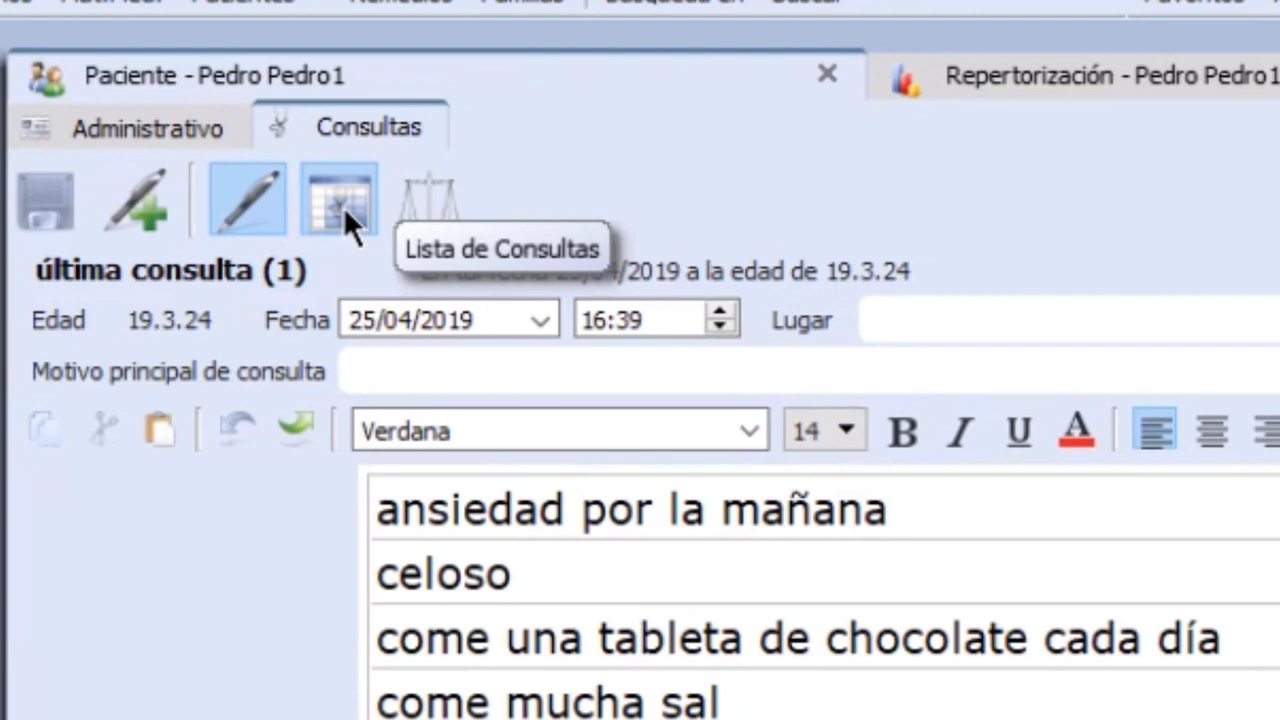 Paciente - Pedro Pedro1
Repertorización - Pedro Pedro1
Administrativo
Consultas
Lista de Consultas
última consulta (1)
/2019 a la edad de 19.3.24
Edad 19.3.24 Fecha 25/04/2019 16:39 Lugar
Motivo principal de consulta
Verdana 14 B I U A
ansiedad por la mañana
celoso
come una tableta de chocolate cada día
come mucha sal